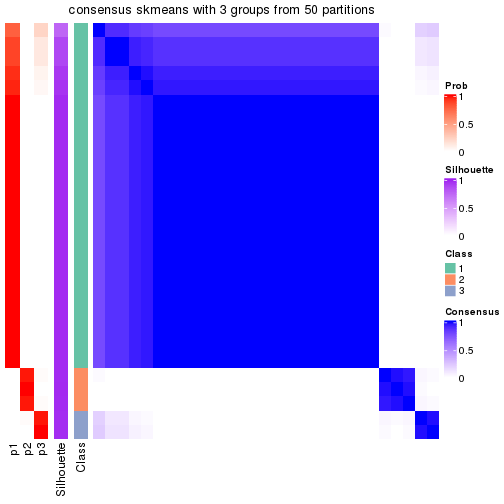 consensus skmeans with 3 groups from 50 partitions
Prob
1
0.5
0
Silhouette
1
0.5
0
Class
1
2
3
Consensus
1
0.5
0
p1
p2
p3
Silhouette
Class